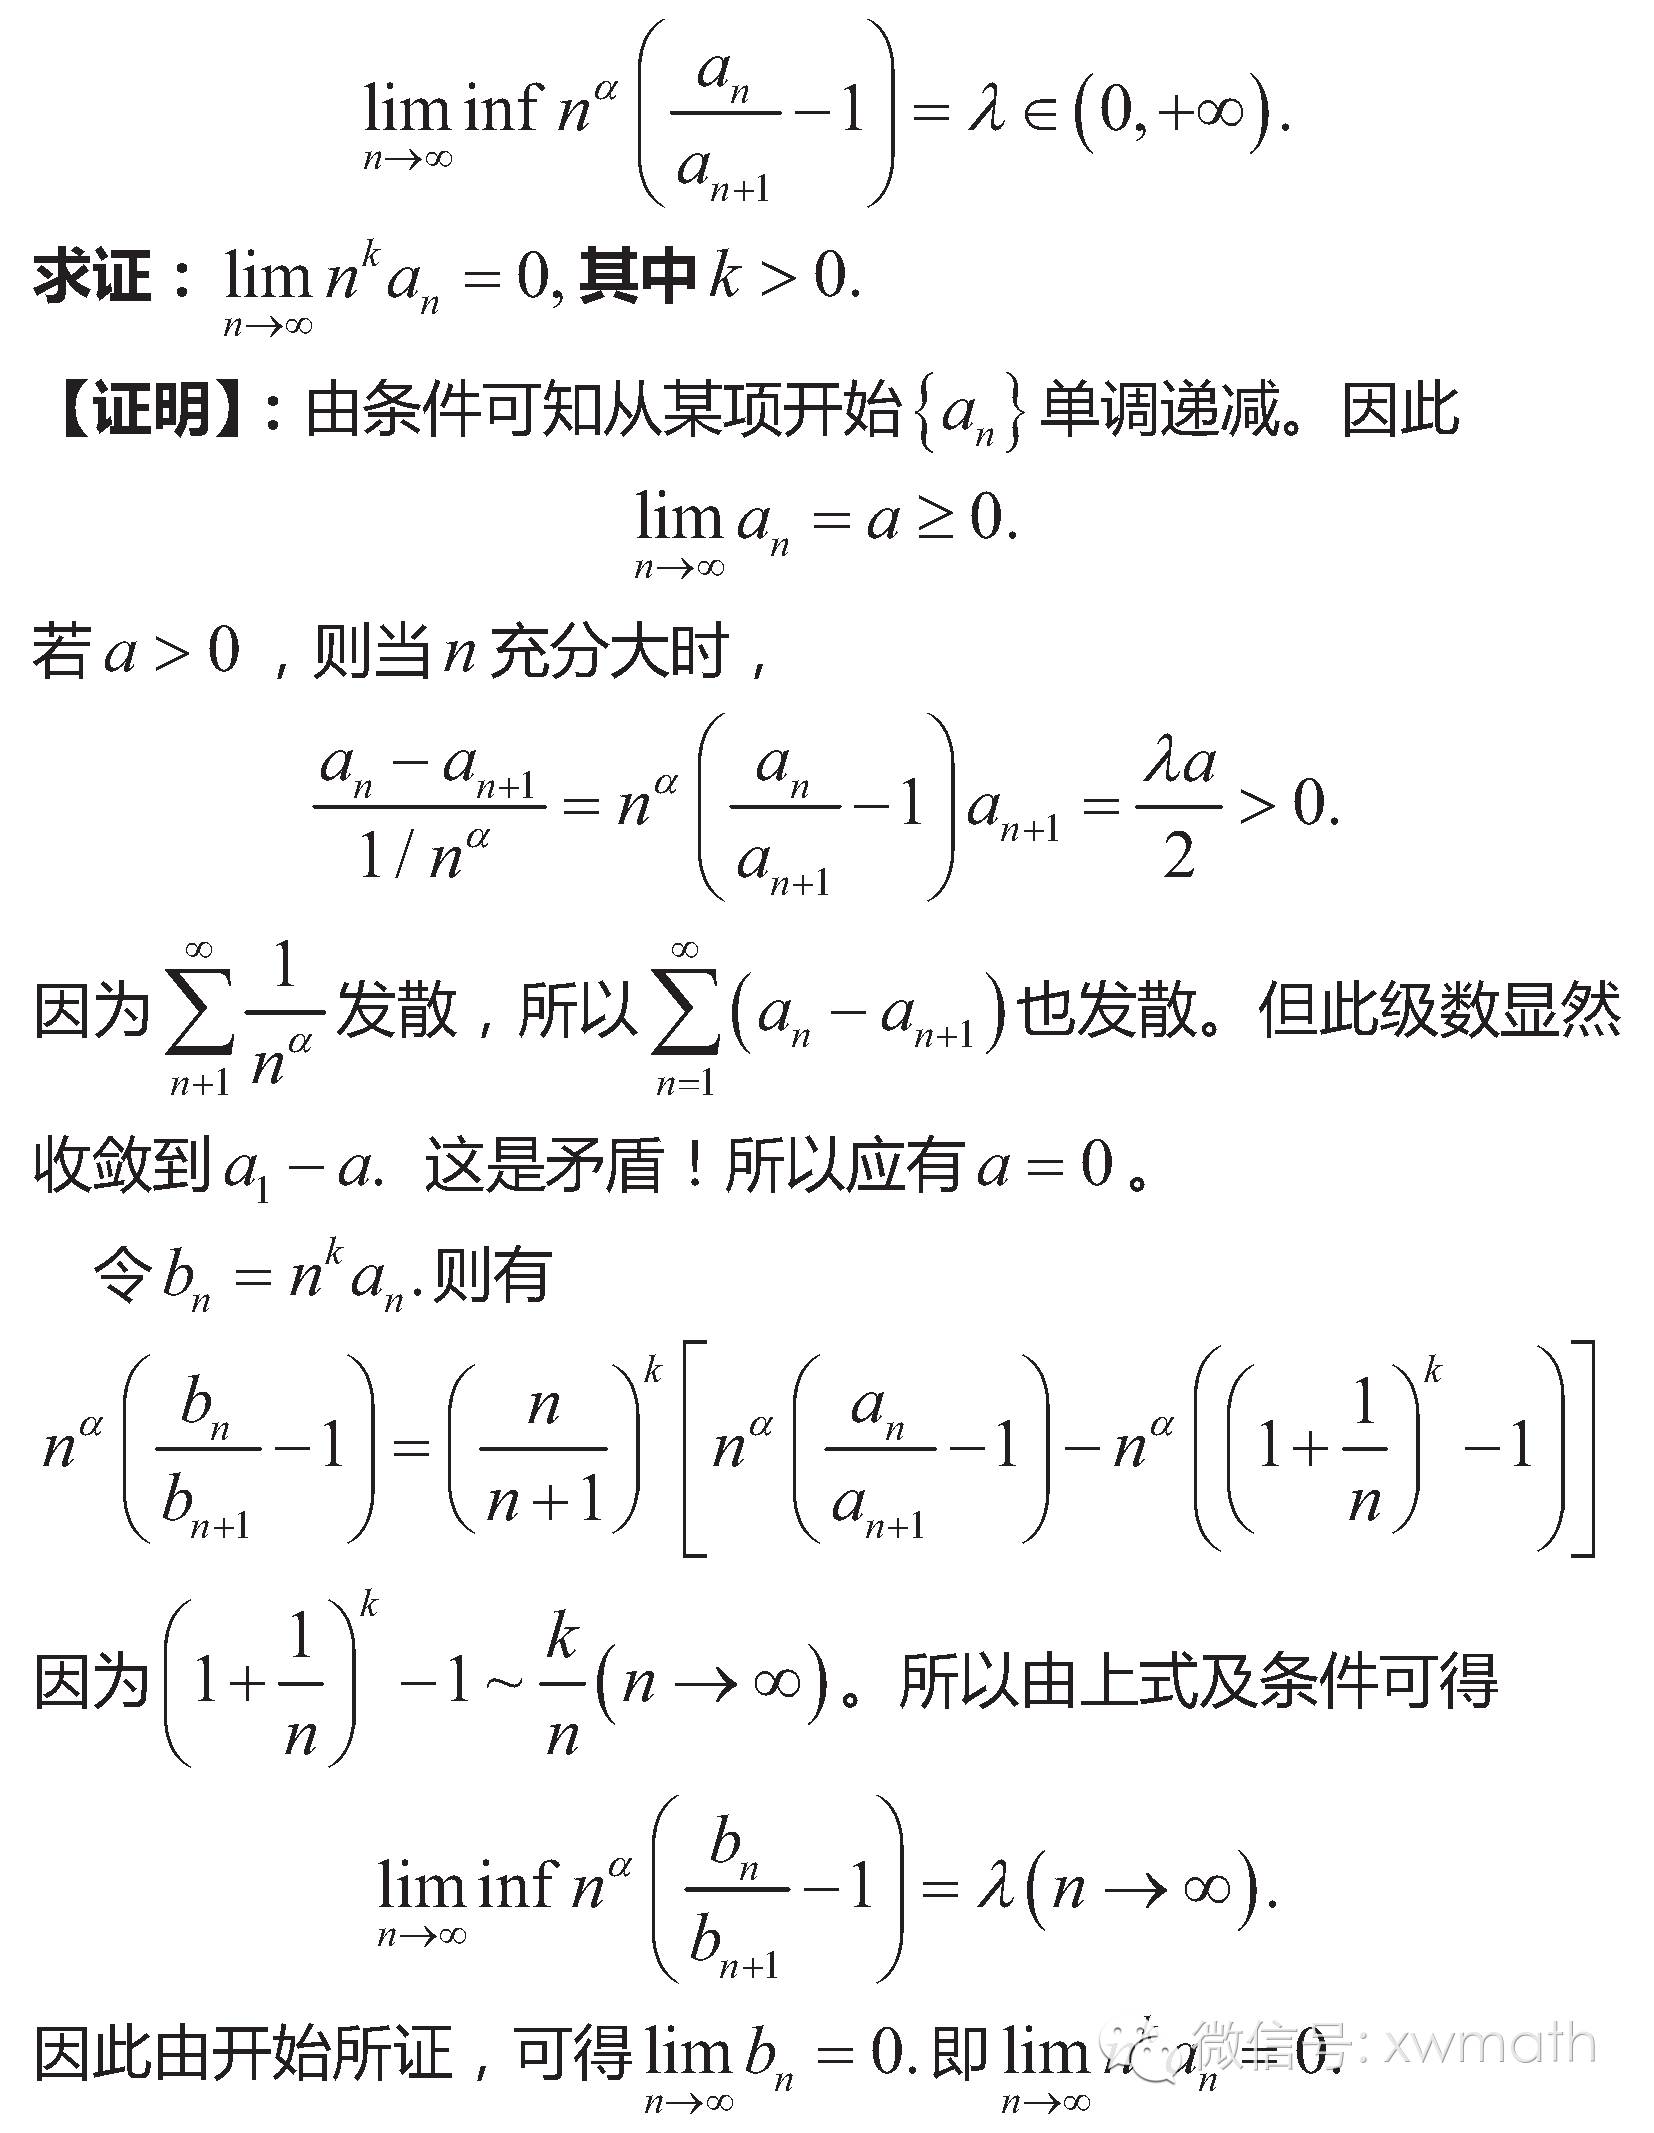 $$\liminf_{n\to\infty} n^{\alpha}\left(\frac{a_n}{a_{n+1}}-1\right)=\lambda\in(0,+\infty).$$
求证：$\lim_{n\to\infty} n^k a_n=0,$其中$k>0.$
【证明】：由条件可知从某项开始$\{a_n\}$单调递减。因此
$$\lim_{n\to\infty} a_n=a\geq 0.$$
若$a>0$，则当$n$充分大时，
$$\frac{a_n-a_{n+1}}{1/n^{\alpha}}=n^{\alpha}\left(\frac{a_n}{a_{n+1}}-1\right)a_{n+1}=\frac{\lambda a}{2}>0.$$
因为$\sum_{n+1}^{\infty}\frac{1}{n^{\alpha}}$发散，所以$\sum_{n=1}^{\infty}(a_n-a_{n+1})$也发散。但此级数显然
收敛到$a_1-a.$ 这是矛盾！所以应有$a=0$。
令$b_n=n^k a_n.$则有
$$n^{\alpha}\left(\frac{b_n}{b_{n+1}}-1\right)=\left(\frac{n}{n+1}\right)^k\left[n^{\alpha}\left(\frac{a_n}{a_{n+1}}-1\right)-n^{\alpha}\left(\left(1+\frac{1}{n}\right)^k-1\right)\right]$$
因为$\left(1+\frac{1}{n}\right)^k-1\sim\frac{k}{n}(n\to\infty)$。所以由上式及条件可得
$$\liminf_{n\to\infty} n^{\alpha}\left(\frac{b_n}{b_{n+1}}-1\right)=\lambda(n\to\infty).$$
因此由开始所证，可得$\lim_{n\to\infty} b_n=0.$即$\lim_{n\to\infty} n^k a_n=0.$
微信号: xwmath